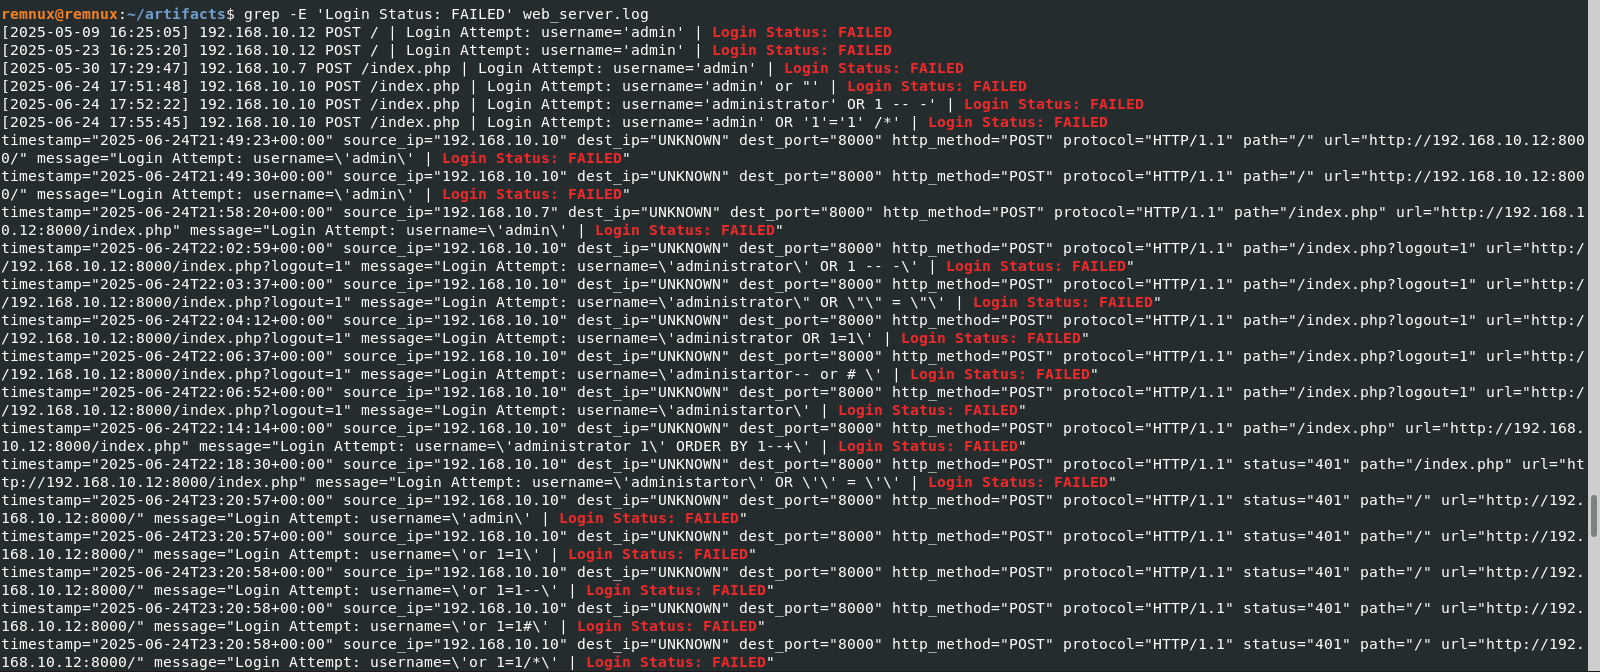 remnux@remnux:~/artifacts$ grep -E 'Login Status: FAILED' web_server.log
[2025-05-09 16:25:05] 192.168.10.12 POST / | Login Attempt: username='admin' | Login Status: FAILED
[2025-05-23 16:25:20] 192.168.10.12 POST / | Login Attempt: username='admin' | Login Status: FAILED
[2025-05-30 17:29:47] 192.168.10.7 POST /index.php | Login Attempt: username='admin' | Login Status: FAILED
[2025-06-24 17:51:48] 192.168.10.10 POST /index.php | Login Attempt: username='admin' or "' | Login Status: FAILED
[2025-06-24 17:52:22] 192.168.10.10 POST /index.php | Login Attempt: username='administrator' OR 1 -- -' | Login Status: FAILED
[2025-06-24 17:55:45] 192.168.10.10 POST /index.php | Login Attempt: username='admin' OR '1'='1' /*' | Login Status: FAILED
timestamp="2025-06-24T21:49:23+00:00" source_ip="192.168.10.10" dest_ip="UNKNOWN" dest_port="8000" http_method="POST" protocol="HTTP/1.1" path="/" url="http://192.168.10.12:800
0/" message="Login Attempt: username=\'admin\' | Login Status: FAILED"
timestamp="2025-06-24T21:49:30+00:00" source_ip="192.168.10.10" dest_ip="UNKNOWN" dest_port="8000" http_method="POST" protocol="HTTP/1.1" path="/" url="http://192.168.10.12:800
0/" message="Login Attempt: username=\'admin\' | Login Status: FAILED"
timestamp="2025-06-24T21:58:20+00:00" source_ip="192.168.10.7" dest_ip="UNKNOWN" dest_port="8000" http_method="POST" protocol="HTTP/1.1" path="/index.php" url="http://192.168.1
0.12:8000/index.php" message="Login Attempt: username=\'admin\' | Login Status: FAILED"
timestamp="2025-06-24T22:02:59+00:00" source_ip="192.168.10.10" dest_ip="UNKNOWN" dest_port="8000" http_method="POST" protocol="HTTP/1.1" path="/index.php?logout=1" url="http:/
/192.168.10.12:8000/index.php?logout=1" message="Login Attempt: username=\'administrator\' OR 1 -- -\' | Login Status: FAILED"
timestamp="2025-06-24T22:03:37+00:00" source_ip="192.168.10.10" dest_ip="UNKNOWN" dest_port="8000" http_method="POST" protocol="HTTP/1.1" path="/index.php?logout=1" url="http:/
/192.168.10.12:8000/index.php?logout=1" message="Login Attempt: username=\'administrator\" OR \"\" = \"\' | Login Status: FAILED"
timestamp="2025-06-24T22:04:12+00:00" source_ip="192.168.10.10" dest_ip="UNKNOWN" dest_port="8000" http_method="POST" protocol="HTTP/1.1" path="/index.php?logout=1" url="http:/
/192.168.10.12:8000/index.php?logout=1" message="Login Attempt: username=\'administrator OR 1=1\' | Login Status: FAILED"
timestamp="2025-06-24T22:06:37+00:00" source_ip="192.168.10.10" dest_ip="UNKNOWN" dest_port="8000" http_method="POST" protocol="HTTP/1.1" path="/index.php?logout=1" url="http:/
/192.168.10.12:8000/index.php?logout=1" message="Login Attempt: username=\'administartor-- or # \' | Login Status: FAILED"
timestamp="2025-06-24T22:06:52+00:00" source_ip="192.168.10.10" dest_ip="UNKNOWN" dest_port="8000" http_method="POST" protocol="HTTP/1.1" path="/index.php?logout=1" url="http:/
/192.168.10.12:8000/index.php?logout=1" message="Login Attempt: username=\'administartor\' | Login Status: FAILED"
timestamp="2025-06-24T22:14:14+00:00" source_ip="192.168.10.10" dest_ip="UNKNOWN" dest_port="8000" http_method="POST" protocol="HTTP/1.1" path="/index.php" url="http://192.168.
10.12:8000/index.php" message="Login Attempt: username=\'administrator 1\' ORDER BY 1--+\' | Login Status: FAILED"
timestamp="2025-06-24T22:18:30+00:00" source_ip="192.168.10.10" dest_ip="UNKNOWN" dest_port="8000" http_method="POST" protocol="HTTP/1.1" status="401" path="/index.php" url="ht
tp://192.168.10.12:8000/index.php" message="Login Attempt: username=\'administartor\' OR \'\' = \'\' | Login Status: FAILED"
timestamp="2025-06-24T23:20:57+00:00" source_ip="192.168.10.10" dest_ip="UNKNOWN" dest_port="8000" http_method="POST" protocol="HTTP/1.1" status="401" path="/" url="http://192.
168.10.12:8000/" message="Login Attempt: username=\'admin\' | Login Status: FAILED"
timestamp="2025-06-24T23:20:57+00:00" source_ip="192.168.10.10" dest_ip="UNKNOWN" dest_port="8000" http_method="POST" protocol="HTTP/1.1" status="401" path="/" url="http://192.
168.10.12:8000/" message="Login Attempt: username=\'or 1=1\' | Login Status: FAILED"
timestamp="2025-06-24T23:20:58+00:00" source_ip="192.168.10.10" dest_ip="UNKNOWN" dest_port="8000" http_method="POST" protocol="HTTP/1.1" status="401" path="/" url="http://192.
168.10.12:8000/" message="Login Attempt: username=\'or 1=1--\' | Login Status: FAILED"
timestamp="2025-06-24T23:20:58+00:00" source_ip="192.168.10.10" dest_ip="UNKNOWN" dest_port="8000" http_method="POST" protocol="HTTP/1.1" status="401" path="/" url="http://192.
168.10.12:8000/" message="Login Attempt: username=\'or 1=1#\' | Login Status: FAILED"
timestamp="2025-06-24T23:20:58+00:00" source_ip="192.168.10.10" dest_ip="UNKNOWN" dest_port="8000" http_method="POST" protocol="HTTP/1.1" status="401" path="/" url="http://192.
168.10.12:8000/" message="Login Attempt: username=\'or 1=1/*\' | Login Status: FAILED"